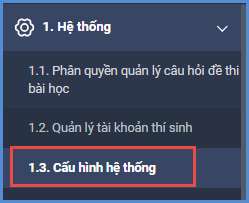 1. Hệ thống
1.1. Phân quyền quản lý câu hỏi đề thi
bài học
1.2. Quản lý tài khoản thí sinh
1.3. Cấu hình hệ thống